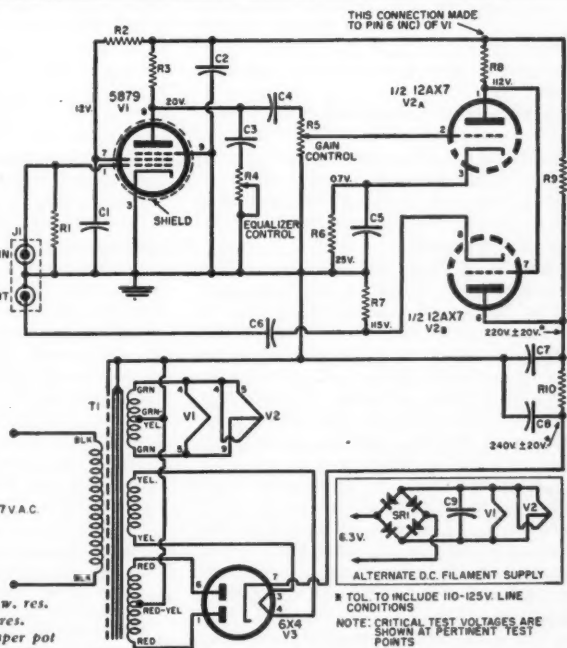 THIS CONNECTION MADE
TO PIN 6 (NC) OF V1
R2
R3
C2
R8
112V.
1
5879
V1
12V.
8
20V.
C4
1/2 12AX7
V2A
R5
GAIN
CONTROL
2
3
7
1
9
3
C3
R4
EQUALIZER
CONTROL
SHIELD
0.7V.
R6
C5
25V.
R9
J1
IN
R1
C1
8
7
6
R7
115V.
1/2 12AX7
V2B
C6
220V.±20V.
C7
R10
C8
240V.±20V.
T1
GRN
GRN-
YEL.
GRN
4
V1
5
4
5
V2
9
BLK
BLK
7 V.A.C.
YEL.
YEL
RED
RED-YEL
RED
6
1
7
3
4
6X4
V3
6.3V.
SR1
C9
V1
V2
ALTERNATE D.C. FILAMENT SUPPLY
TOL. TO INCLUDE 110-125V. LINE
CONDITIONS
NOTE: CRITICAL TEST VOLTAGES ARE
SHOWN AT PERTINENT TEST
POINTS
w. res.
res.
per pot